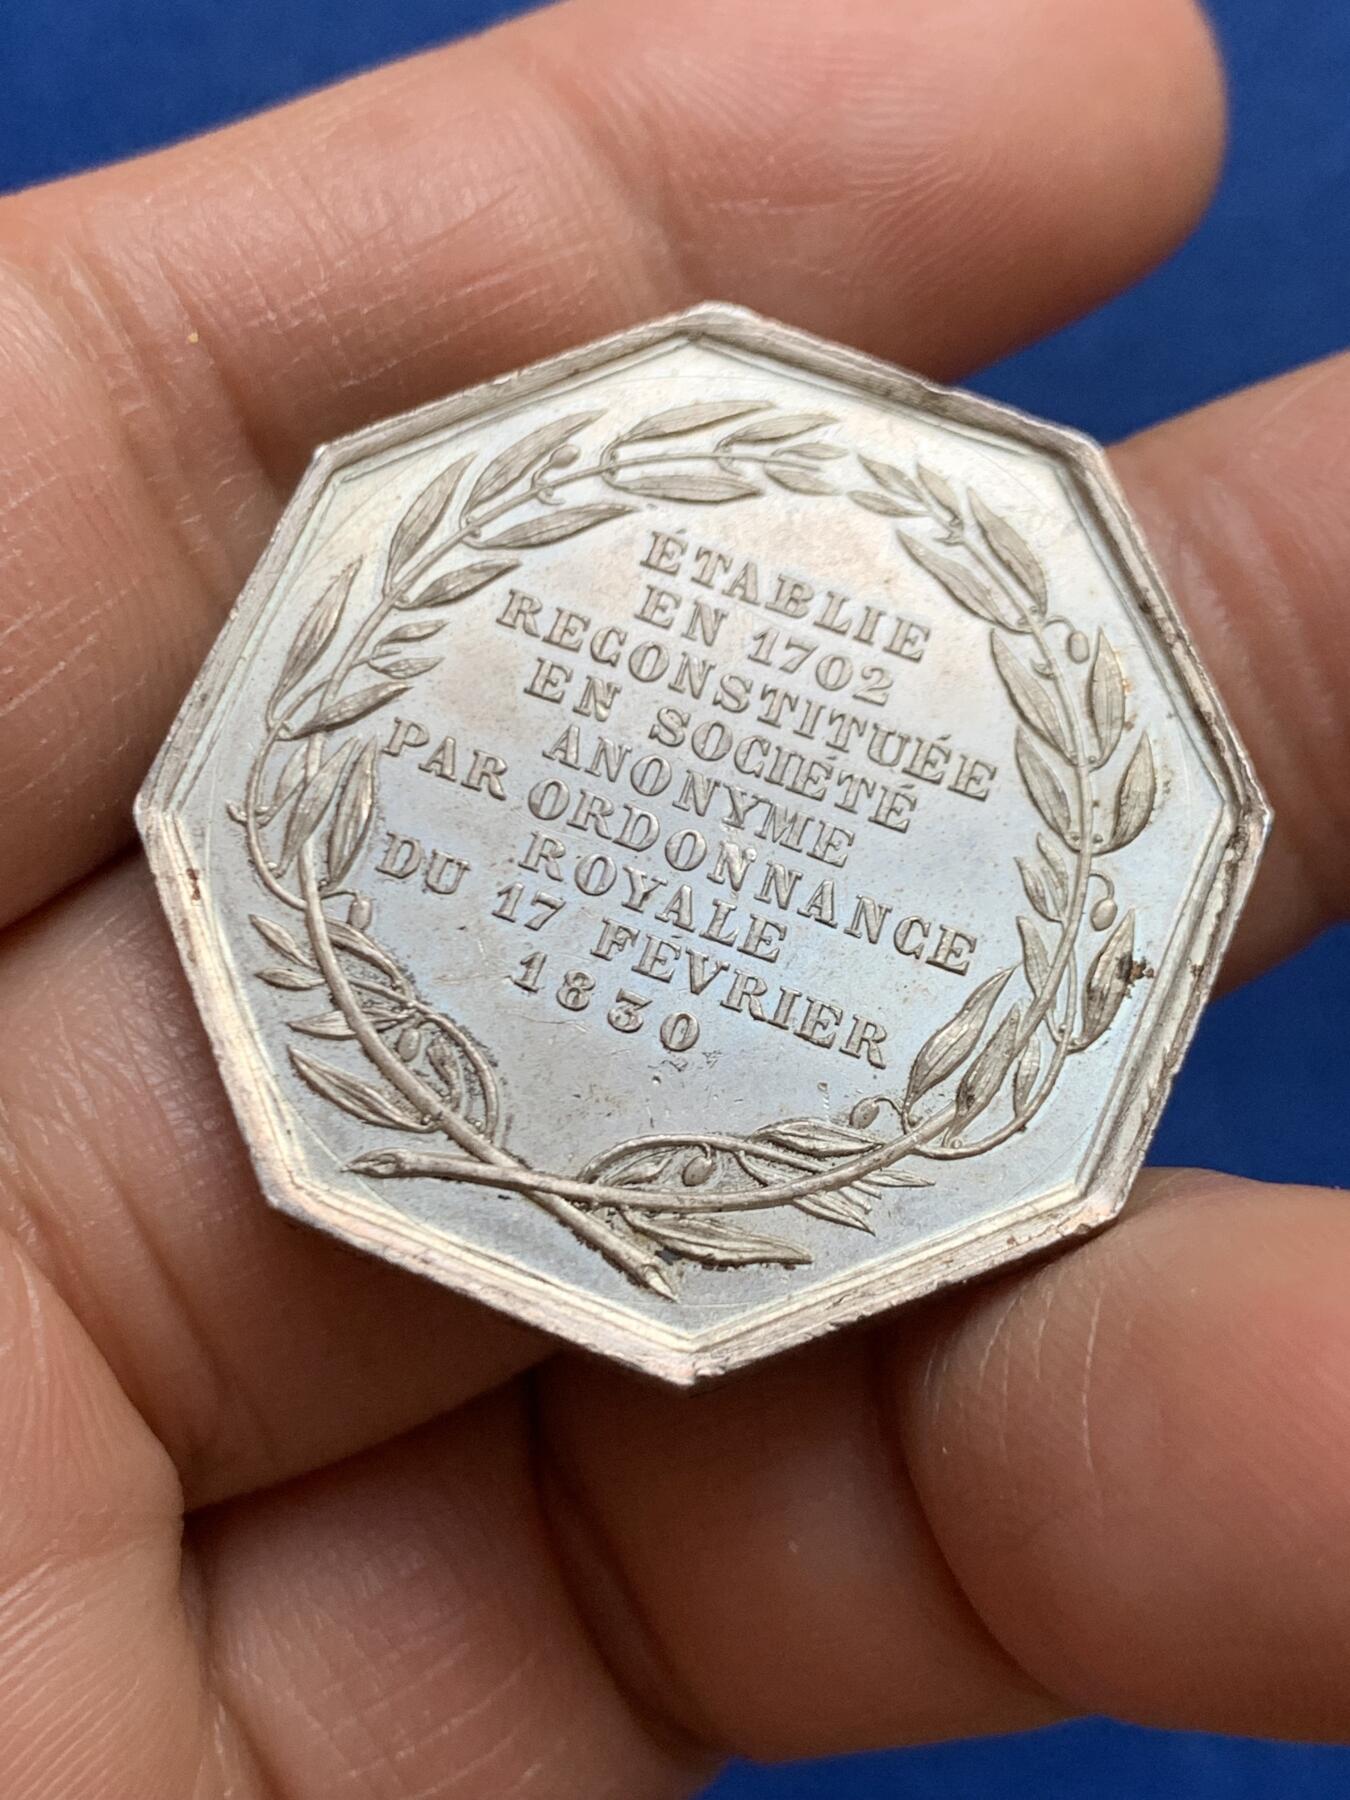 ÉTABLIE
EN 1702
RECONSTITUÉE
EN SOCIÉTÉ
ANONYME
PAR ORDONNANCE
ROYALE
DU 17 FÉVRIER
1830